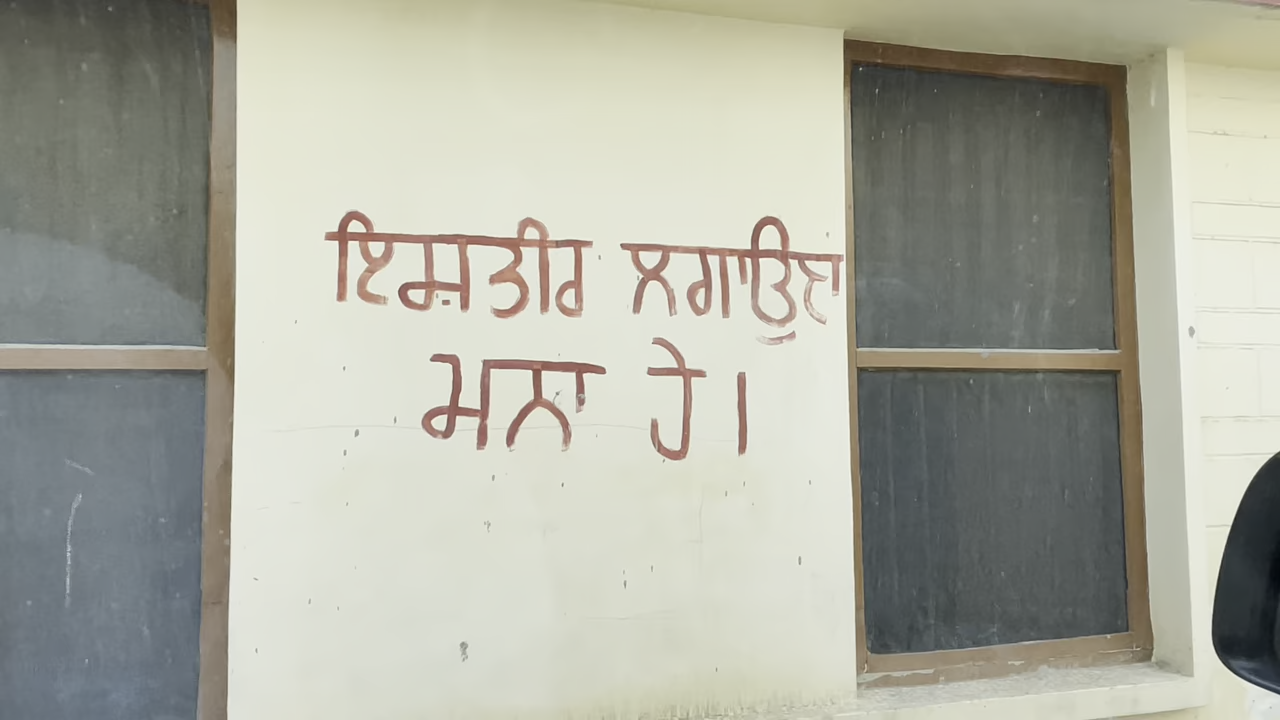 ਇਸ਼ਤੀਰ ਲਗਾਉਣਾ
ਮਨਾ ਹੈ।